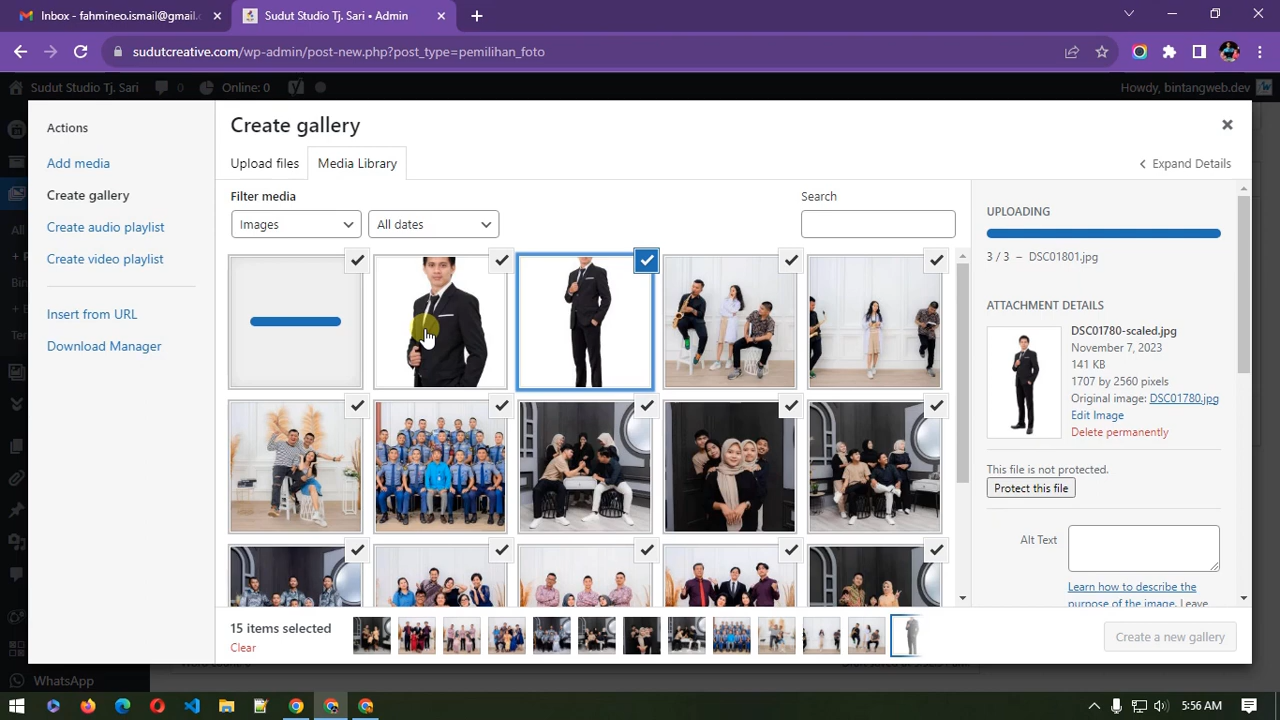 Inbox - fahmineo.ismail@gmail.
Sudut Studio Tj. Sari • Admin
sudutcreative.com/wp-admin/post-new.php?post_type=pemilihan_foto
Sudut Studio Tj. Sari
0
Online: 0
Howdy, bintangweb.dev
Actions
Add media
Create gallery
Create audio playlist
Create video playlist
Insert from URL
Download Manager
Create gallery
Upload files
Media Library
Expand Details
Filter media
Search
Images
All dates
UPLOADING
3 / 3 – DSC01801.jpg
ATTACHMENT DETAILS
DSC01780-scaled.jpg
November 7, 2023
141 KB
1707 by 2560 pixels
Original image: DSC01780.jpg
Edit Image
Delete permanently
This file is not protected.
Protect this file
Alt Text
Learn how to describe the
purpose of the image. Leave
15 items selected
Clear
Create a new gallery
WhatsApp
5:56 AM